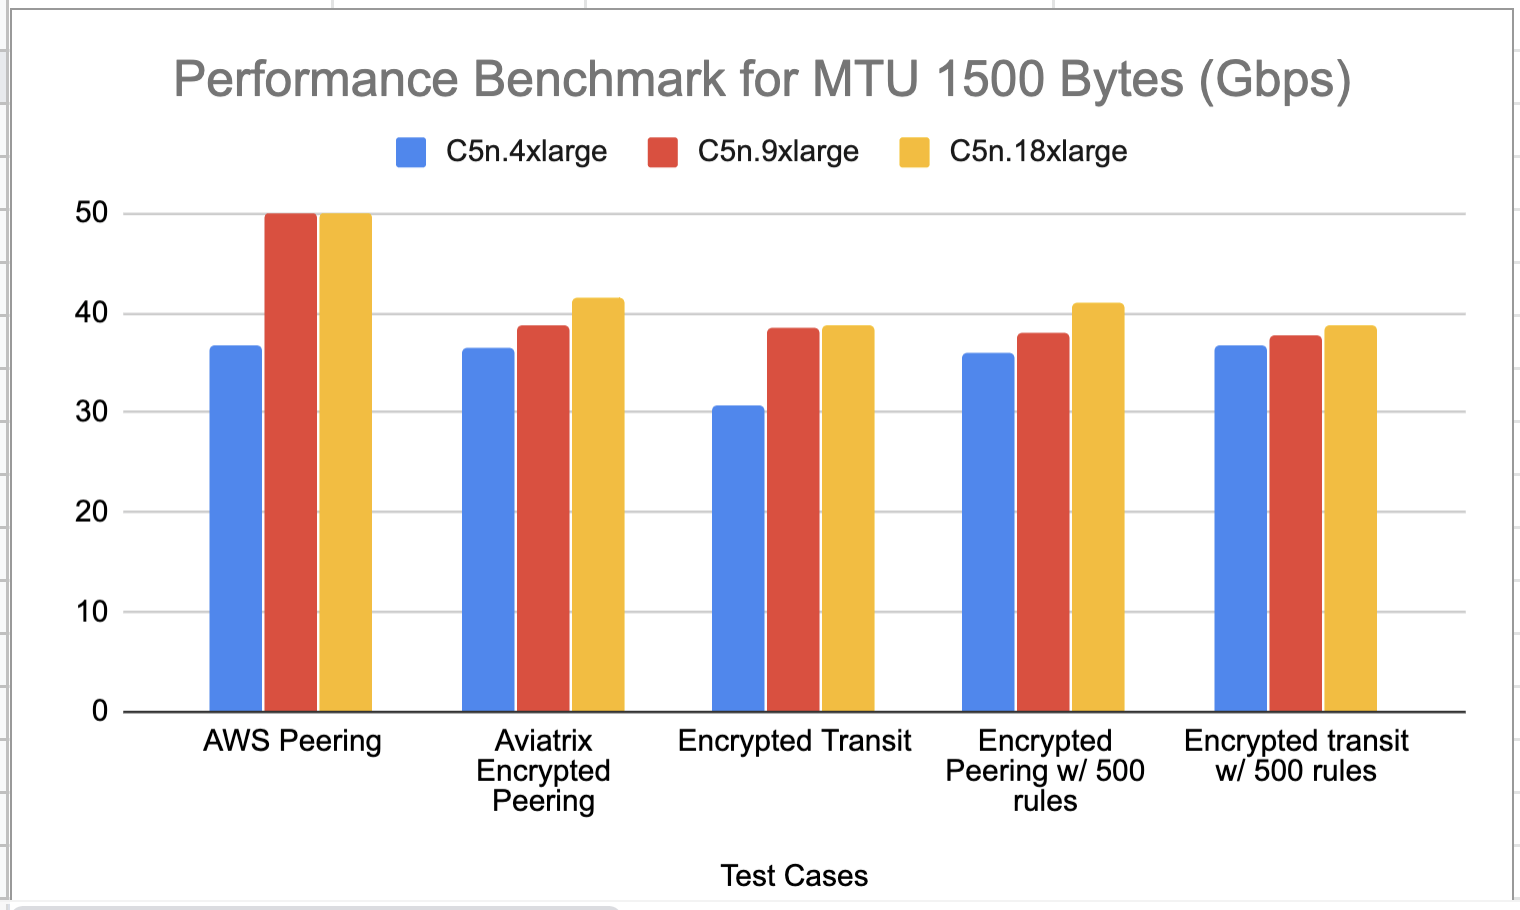 Performance Benchmark for MTU 1500 Bytes (Gbps)
C5n.4xlarge C5n.9xlarge C5n.18xlarge
50
40
30
20
10
0
AWS Peering
Aviatrix
Encrypted
Peering
Encrypted Transit
Encrypted
Peering w/ 500
rules
Encrypted transit
w/ 500 rules
Test Cases